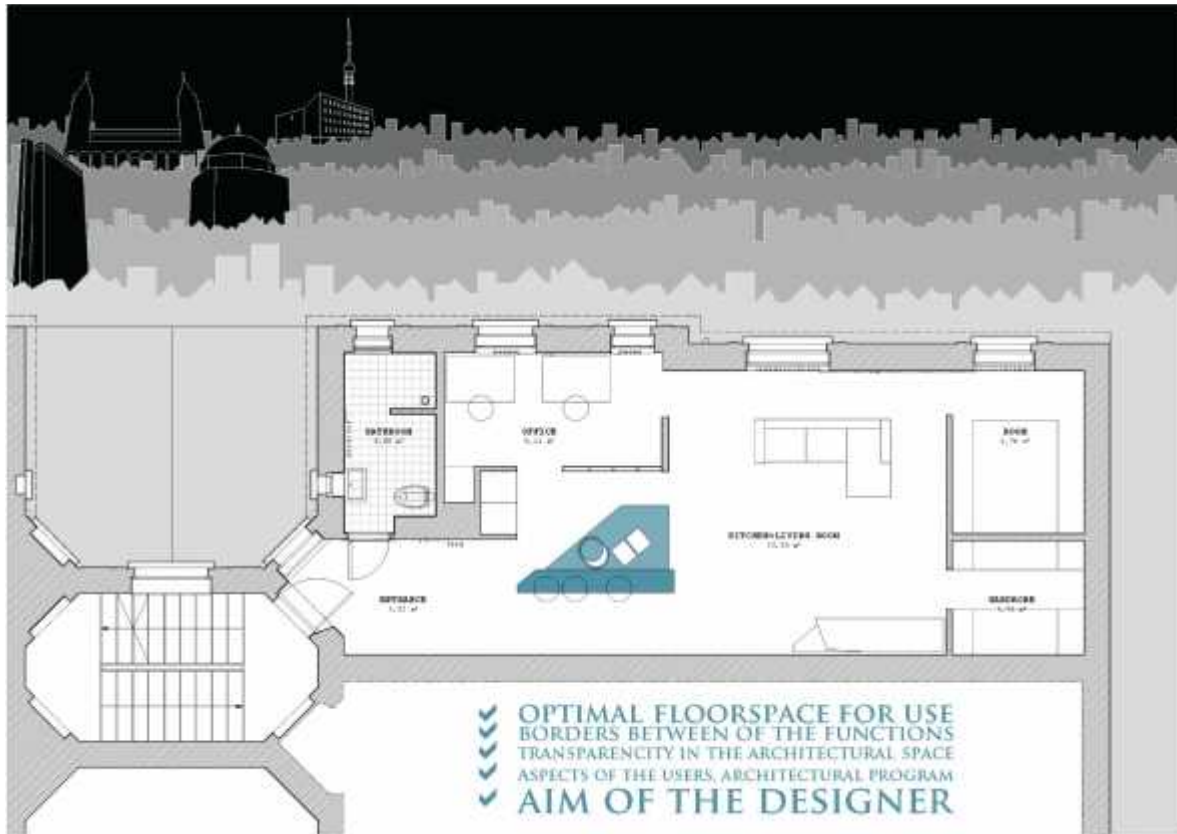 BATHROOM
OFFICE
ROOM
KITCHEN+LIVING ROOM
ENTRANCE
WARDROBE
OPTIMAL FLOORSPACE FOR USE
BORDERS BETWEEN OF THE FUNCTIONS
TRANSPARENCITY IN THE ARCHITECTURAL SPACE
ASPECTS OF THE USERS, ARCHITECTURAL PROGRAM
AIM OF THE DESIGNER